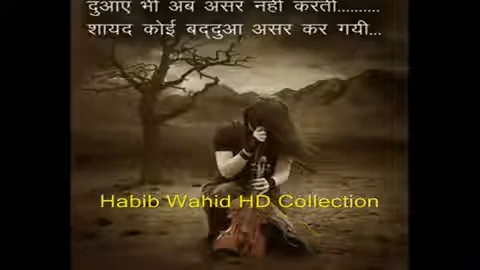 दुआए भी अब असर नही करती..........
शायद कोई बद्दुआ असर कर गयी...
Habib Wahid HD Collection